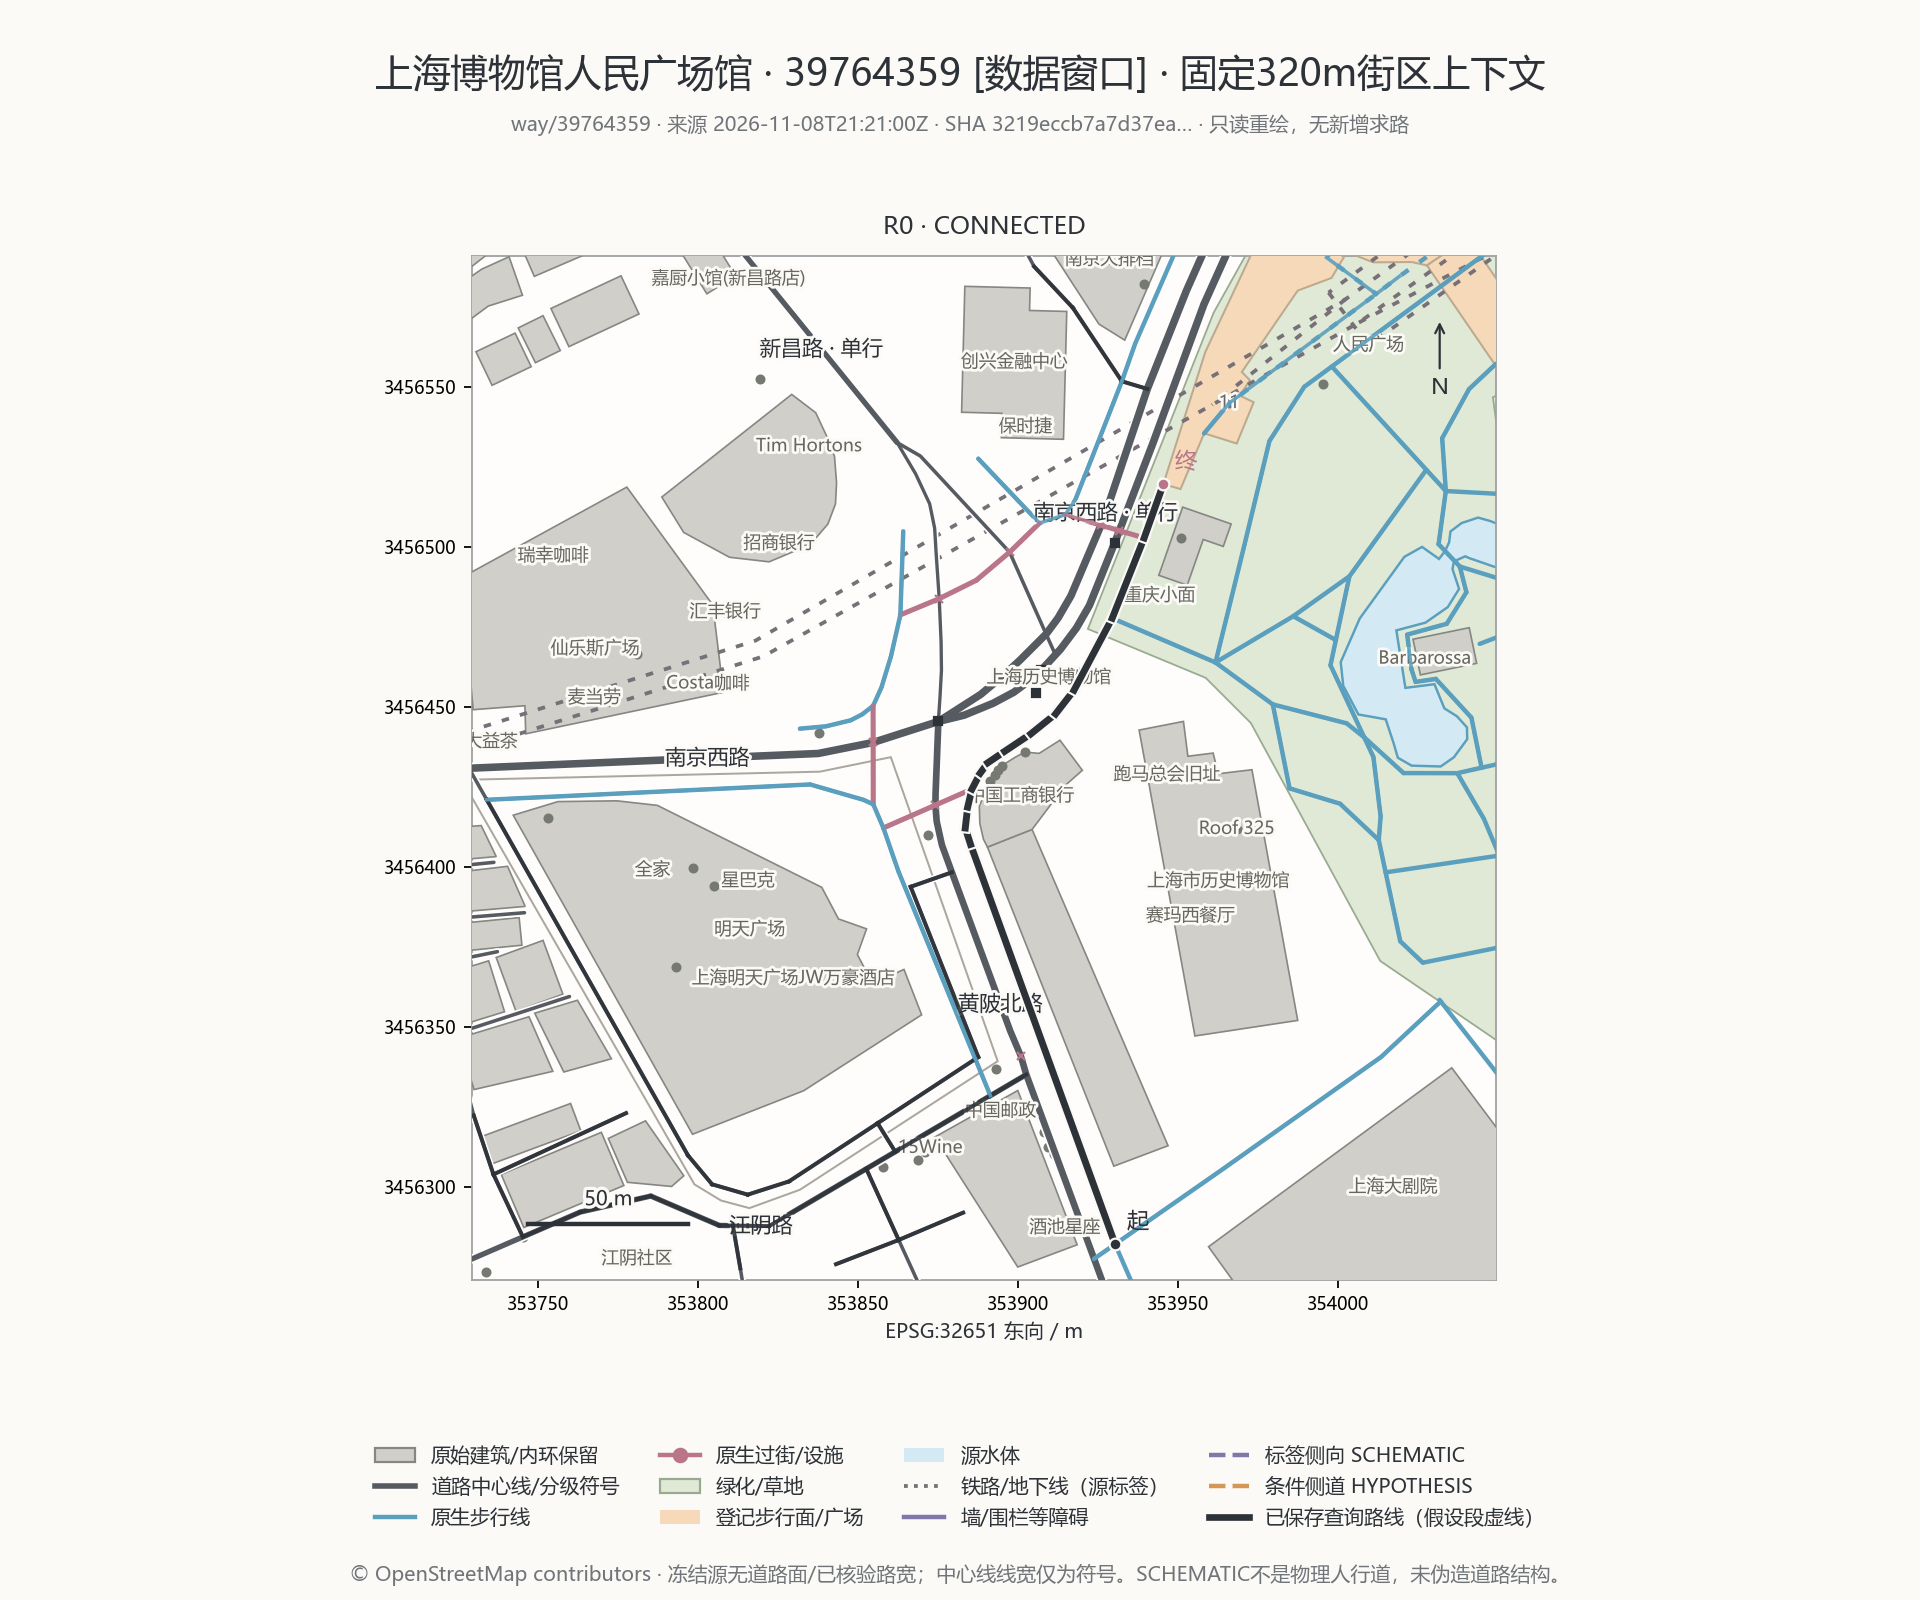 上海博物馆人民广场馆 · 39764359 [数据窗口] · 固定320m街区上下文
way/39764359 · 来源 2026-11-08T21:21:00Z · SHA 3219eccb7a7d37ea… · 只读重绘，无新增求路
R0 · CONNECTED
南京大排档
嘉厨小馆(新昌路店)
新昌路 · 单行
创兴金融中心
人民广场
3456550
N
11
保时捷
Tim Hortons
终
南京西路 · 单行
招商银行
3456500
瑞幸咖啡
重庆小面
汇丰银行
仙乐斯广场
Barbarossa
上海历史博物馆
Costa咖啡
麦当劳
3456450
大益茶
南京西路
跑马总会旧址
中国工商银行
Roof 325
3456400
全家
星巴克
上海市历史博物馆
赛玛西餐厅
明天广场
上海明天广场JW万豪酒店
黄陂北路
3456350
中国邮政
15Wine
3456300
50 m
上海大剧院
起
江阴路
酒池星座
江阴社区
353750
353800
353850
353900
353950
354000
EPSG:32651 东向 / m
原始建筑/内环保留
原生过街/设施
源水体
标签侧向 SCHEMATIC
道路中心线/分级符号
绿化/草地
铁路/地下线（源标签）
条件侧道 HYPOTHESIS
原生步行线
登记步行面/广场
墙/围栏等障碍
已保存查询路线（假设段虚线）
© OpenStreetMap contributors · 冻结源无道路面/已核验路宽；中心线线宽仅为符号。SCHEMATIC不是物理人行道，未伪造道路结构。